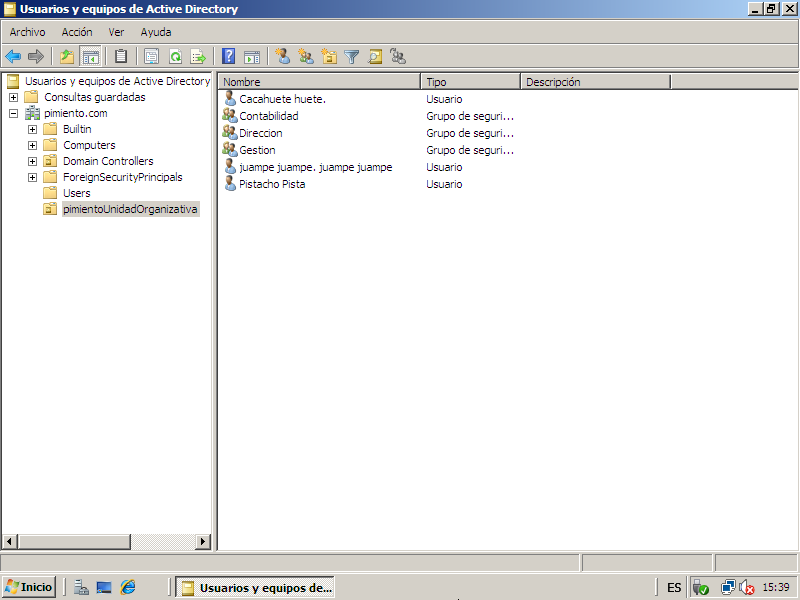 Usuarios y equipos de Active Directory
Archivo Acción Ver Ayuda
Usuarios y equipos de Active Directory
Consultas guardadas
pimiento.com
Builtin
Computers
Domain Controllers
ForeignSecurityPrincipals
Users
pimientoUnidadOrganizativa
Nombre Tipo Descripción
Cacahuete huete. Usuario
Contabilidad Grupo de seguri...
Direccion Grupo de seguri...
Gestion Grupo de seguri...
juampe juampe. juampe juampe Usuario
Pistacho Pista Usuario
Inicio Usuarios y equipos de... ES 15:39